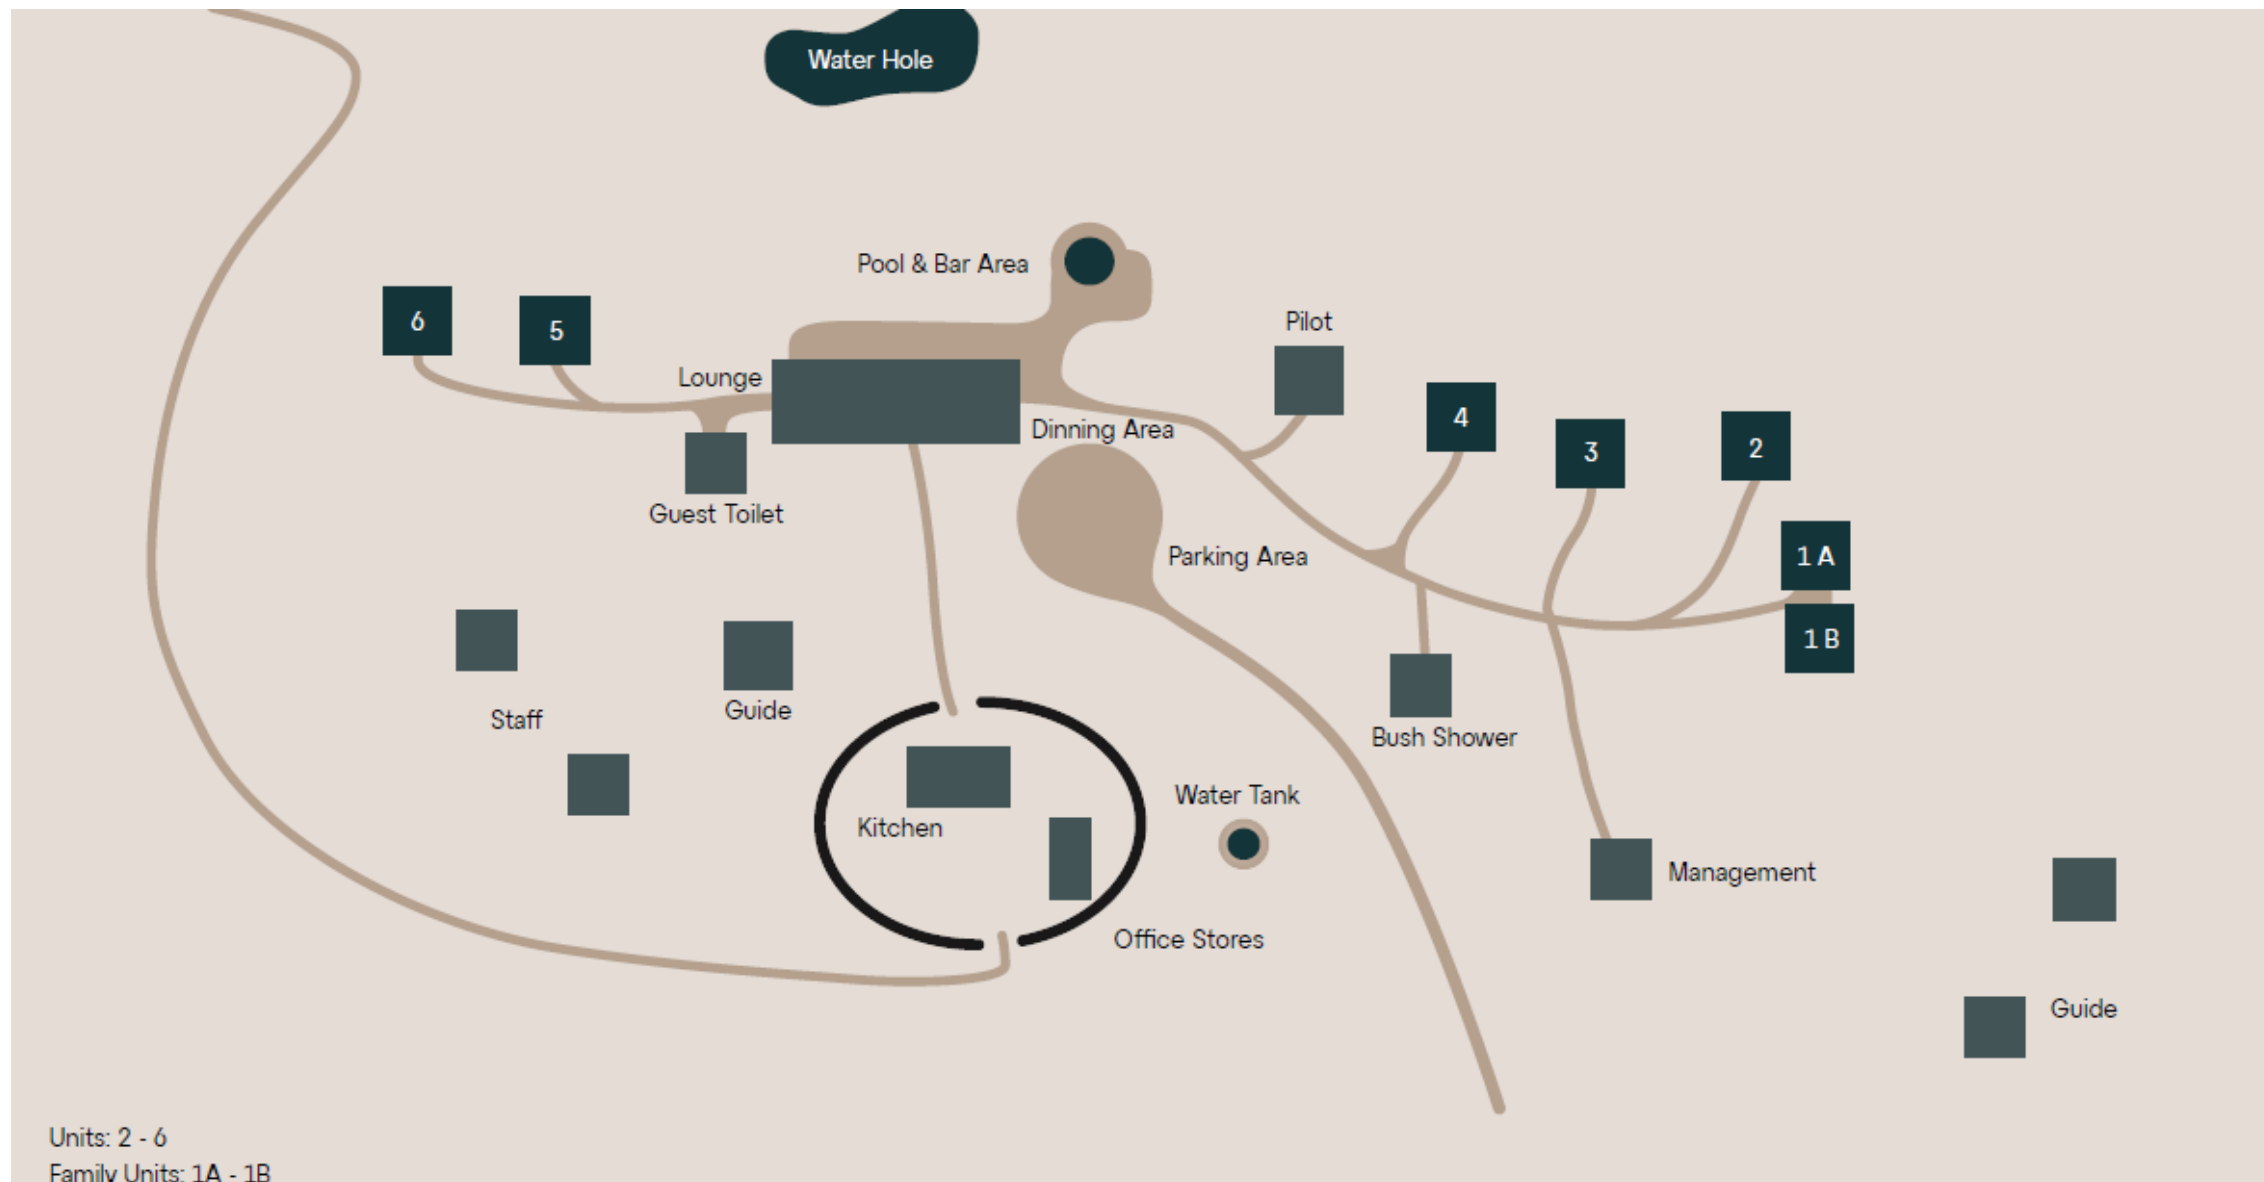 Water Hole
Pool & Bar Area
6
5
Pilot
Lounge
4
Dinning Area
3
2
Guest Toilet
Parking Area
1 A
1 B
Guide
Staff
Bush Shower
Water Tank
Kitchen
Management
Office Stores
Guide
Units: 2 - 6
Family Units: 1A - 1B